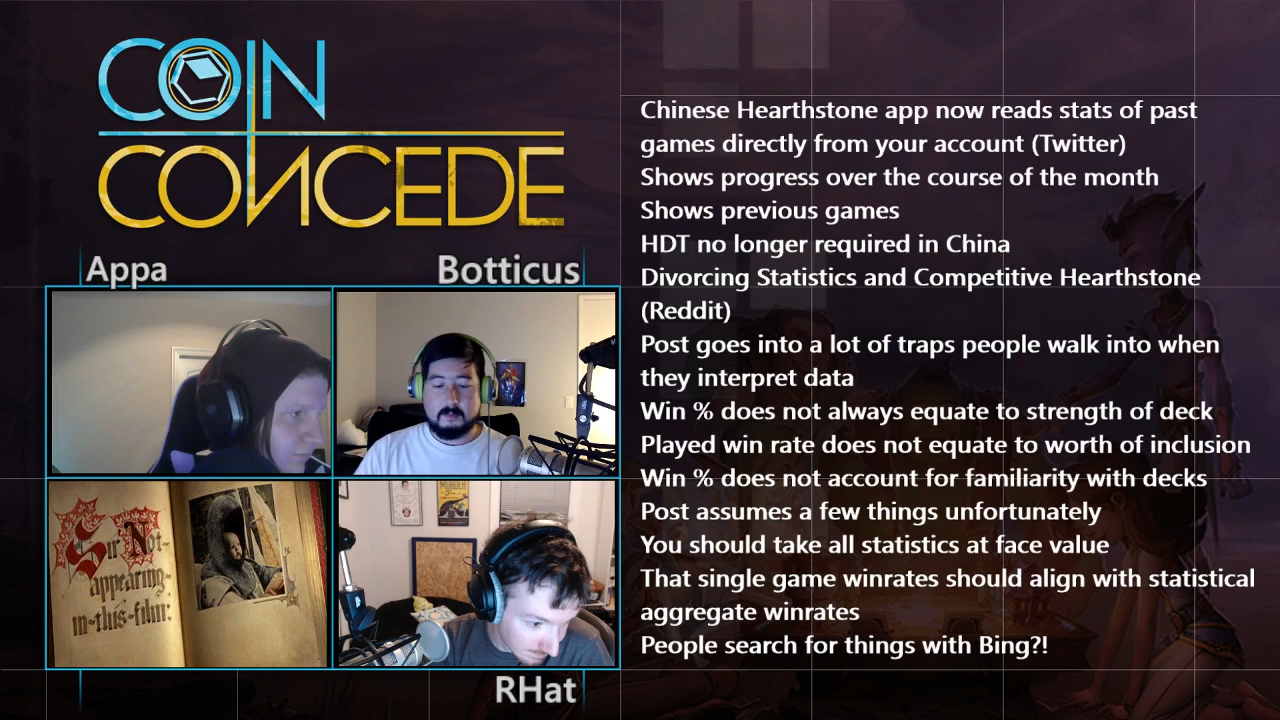 COIN
CONCEDE
Appa
Botticus
Sir Not-
appearing-
in-this-film:
RHat
Chinese Hearthstone app now reads stats of past
games directly from your account (Twitter)
Shows progress over the course of the month
Shows previous games
HDT no longer required in China
Divorcing Statistics and Competitive Hearthstone
(Reddit)
Post goes into a lot of traps people walk into when
they interpret data
Win % does not always equate to strength of deck
Played win rate does not equate to worth of inclusion
Win % does not account for familiarity with decks
Post assumes a few things unfortunately
You should take all statistics at face value
That single game winrates should align with statistical
aggregate winrates
People search for things with Bing?!